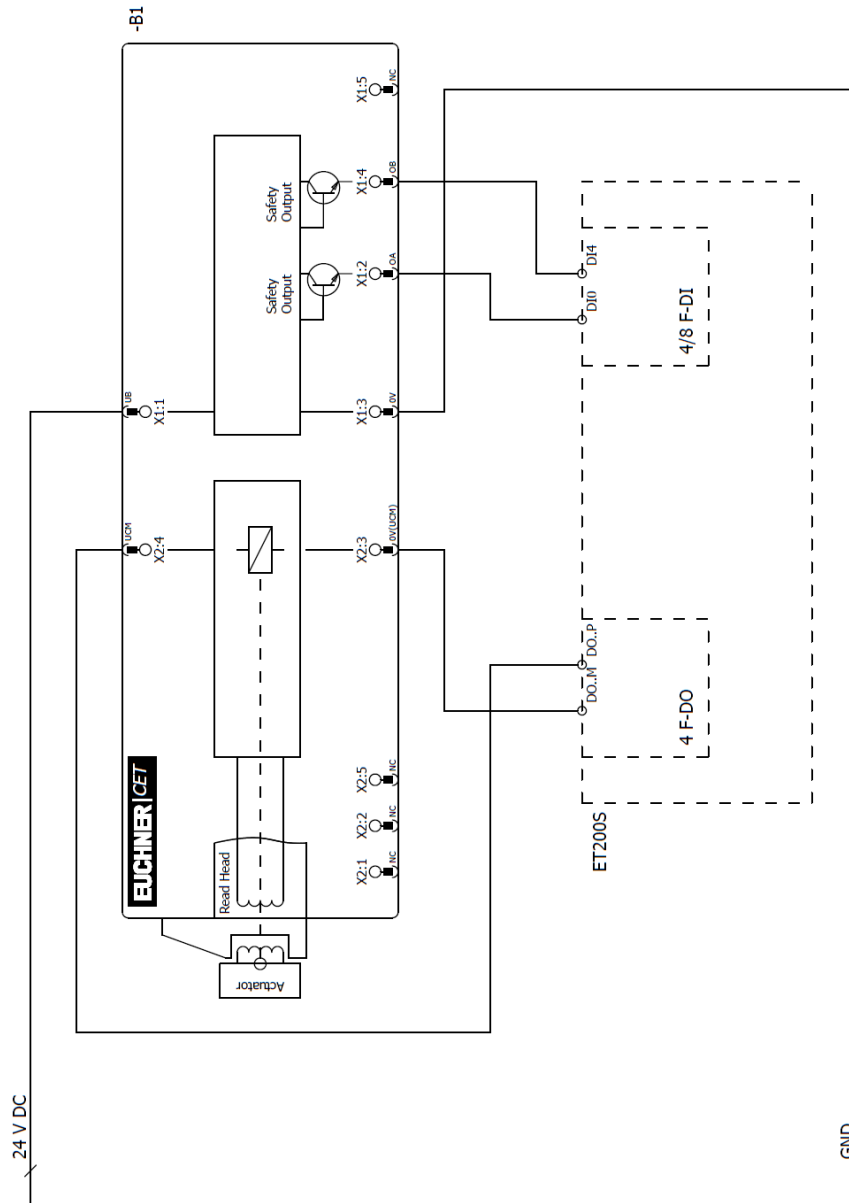 -B1
EUCHNER|CET
Actuator
Read Head
UCM
X2:4
UB
X1:1
Safety
Output
Safety
Output
X2:1
NC
X2:2
NC
X2:5
NC
X2:3
0V(UCM)
X1:3
0V
X1:2
OA
X1:4
OB
X1:5
NC
24 V DC
ET200S
DO..M
DO..P
4 F-DO
DI0
DI4
4/8 F-DI
GND